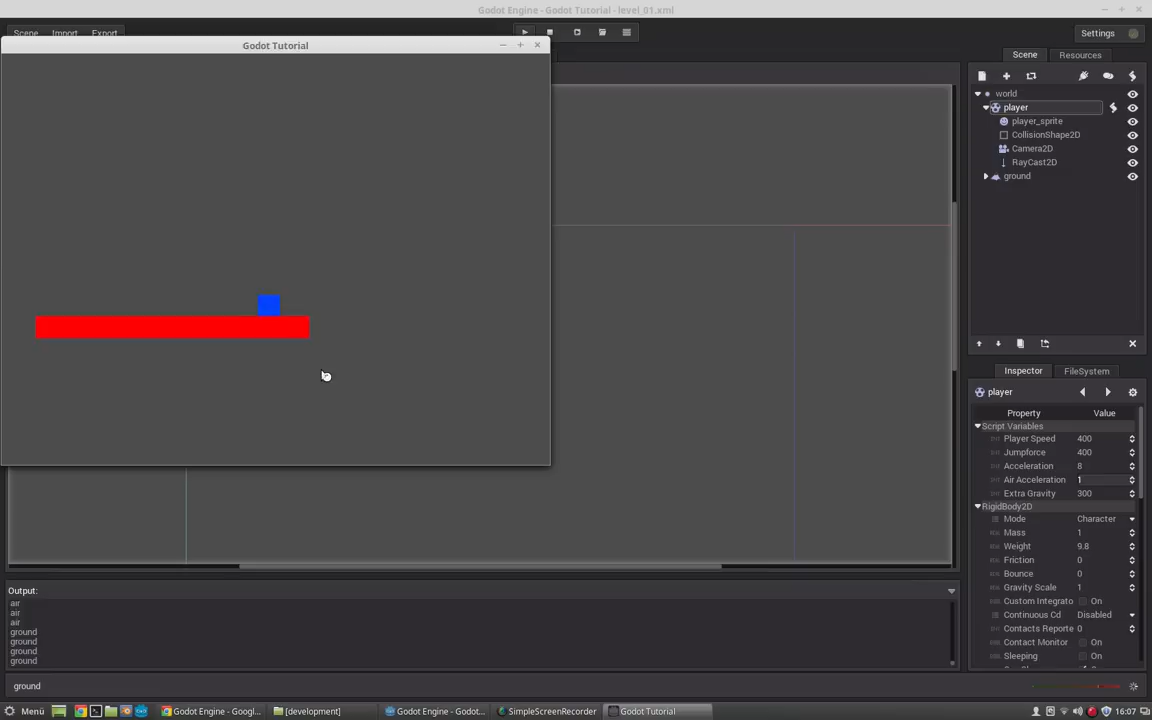 Godot Engine - Godot Tutorial - level_01.xml
Scene Import Export
Settings
Godot Tutorial
Scene Resources
world
player
player_sprite
CollisionShape2D
Camera2D
RayCast2D
ground
Inspector FileSystem
player
Property Value
Script Variables
Player Speed 400
Jumpforce 400
Acceleration 8
Air Acceleration 1
Extra Gravity 300
RigidBody2D
Mode Character
Mass 1
Weight 9.8
Friction 0
Bounce 0
Gravity Scale 1
Custom Integrato On
Continuous Cd Disabled
Contacts Reporte 0
Contact Monitor On
Sleeping On
Output:
air
air
air
ground
ground
ground
ground
ground
Menü Godot Engine - Googl... [development] Godot Engine - Godot... SimpleScreenRecorder Godot Tutorial 16:07